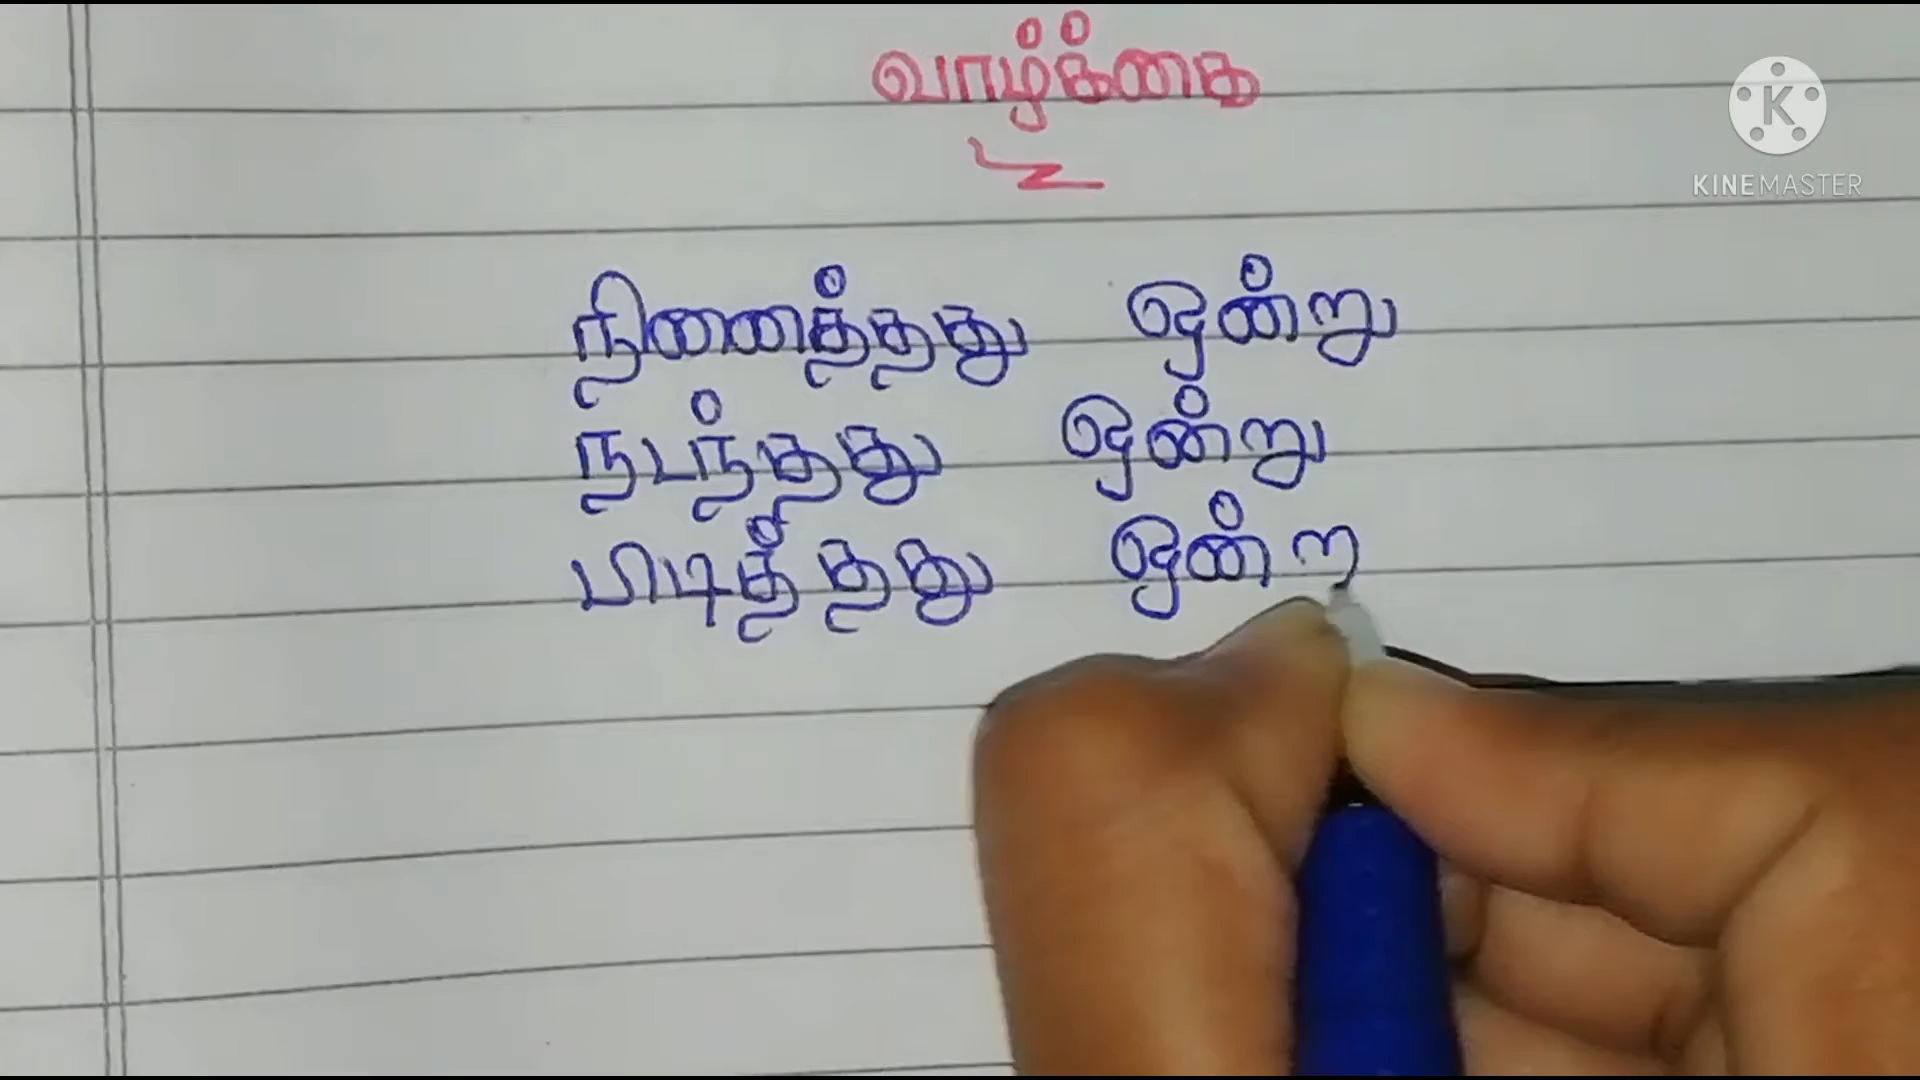 வாழ்க்கை
KINEMASTER
நினைத்தது ஒன்று
நடந்தது ஒன்று
பிடித்தது ஒன்ற